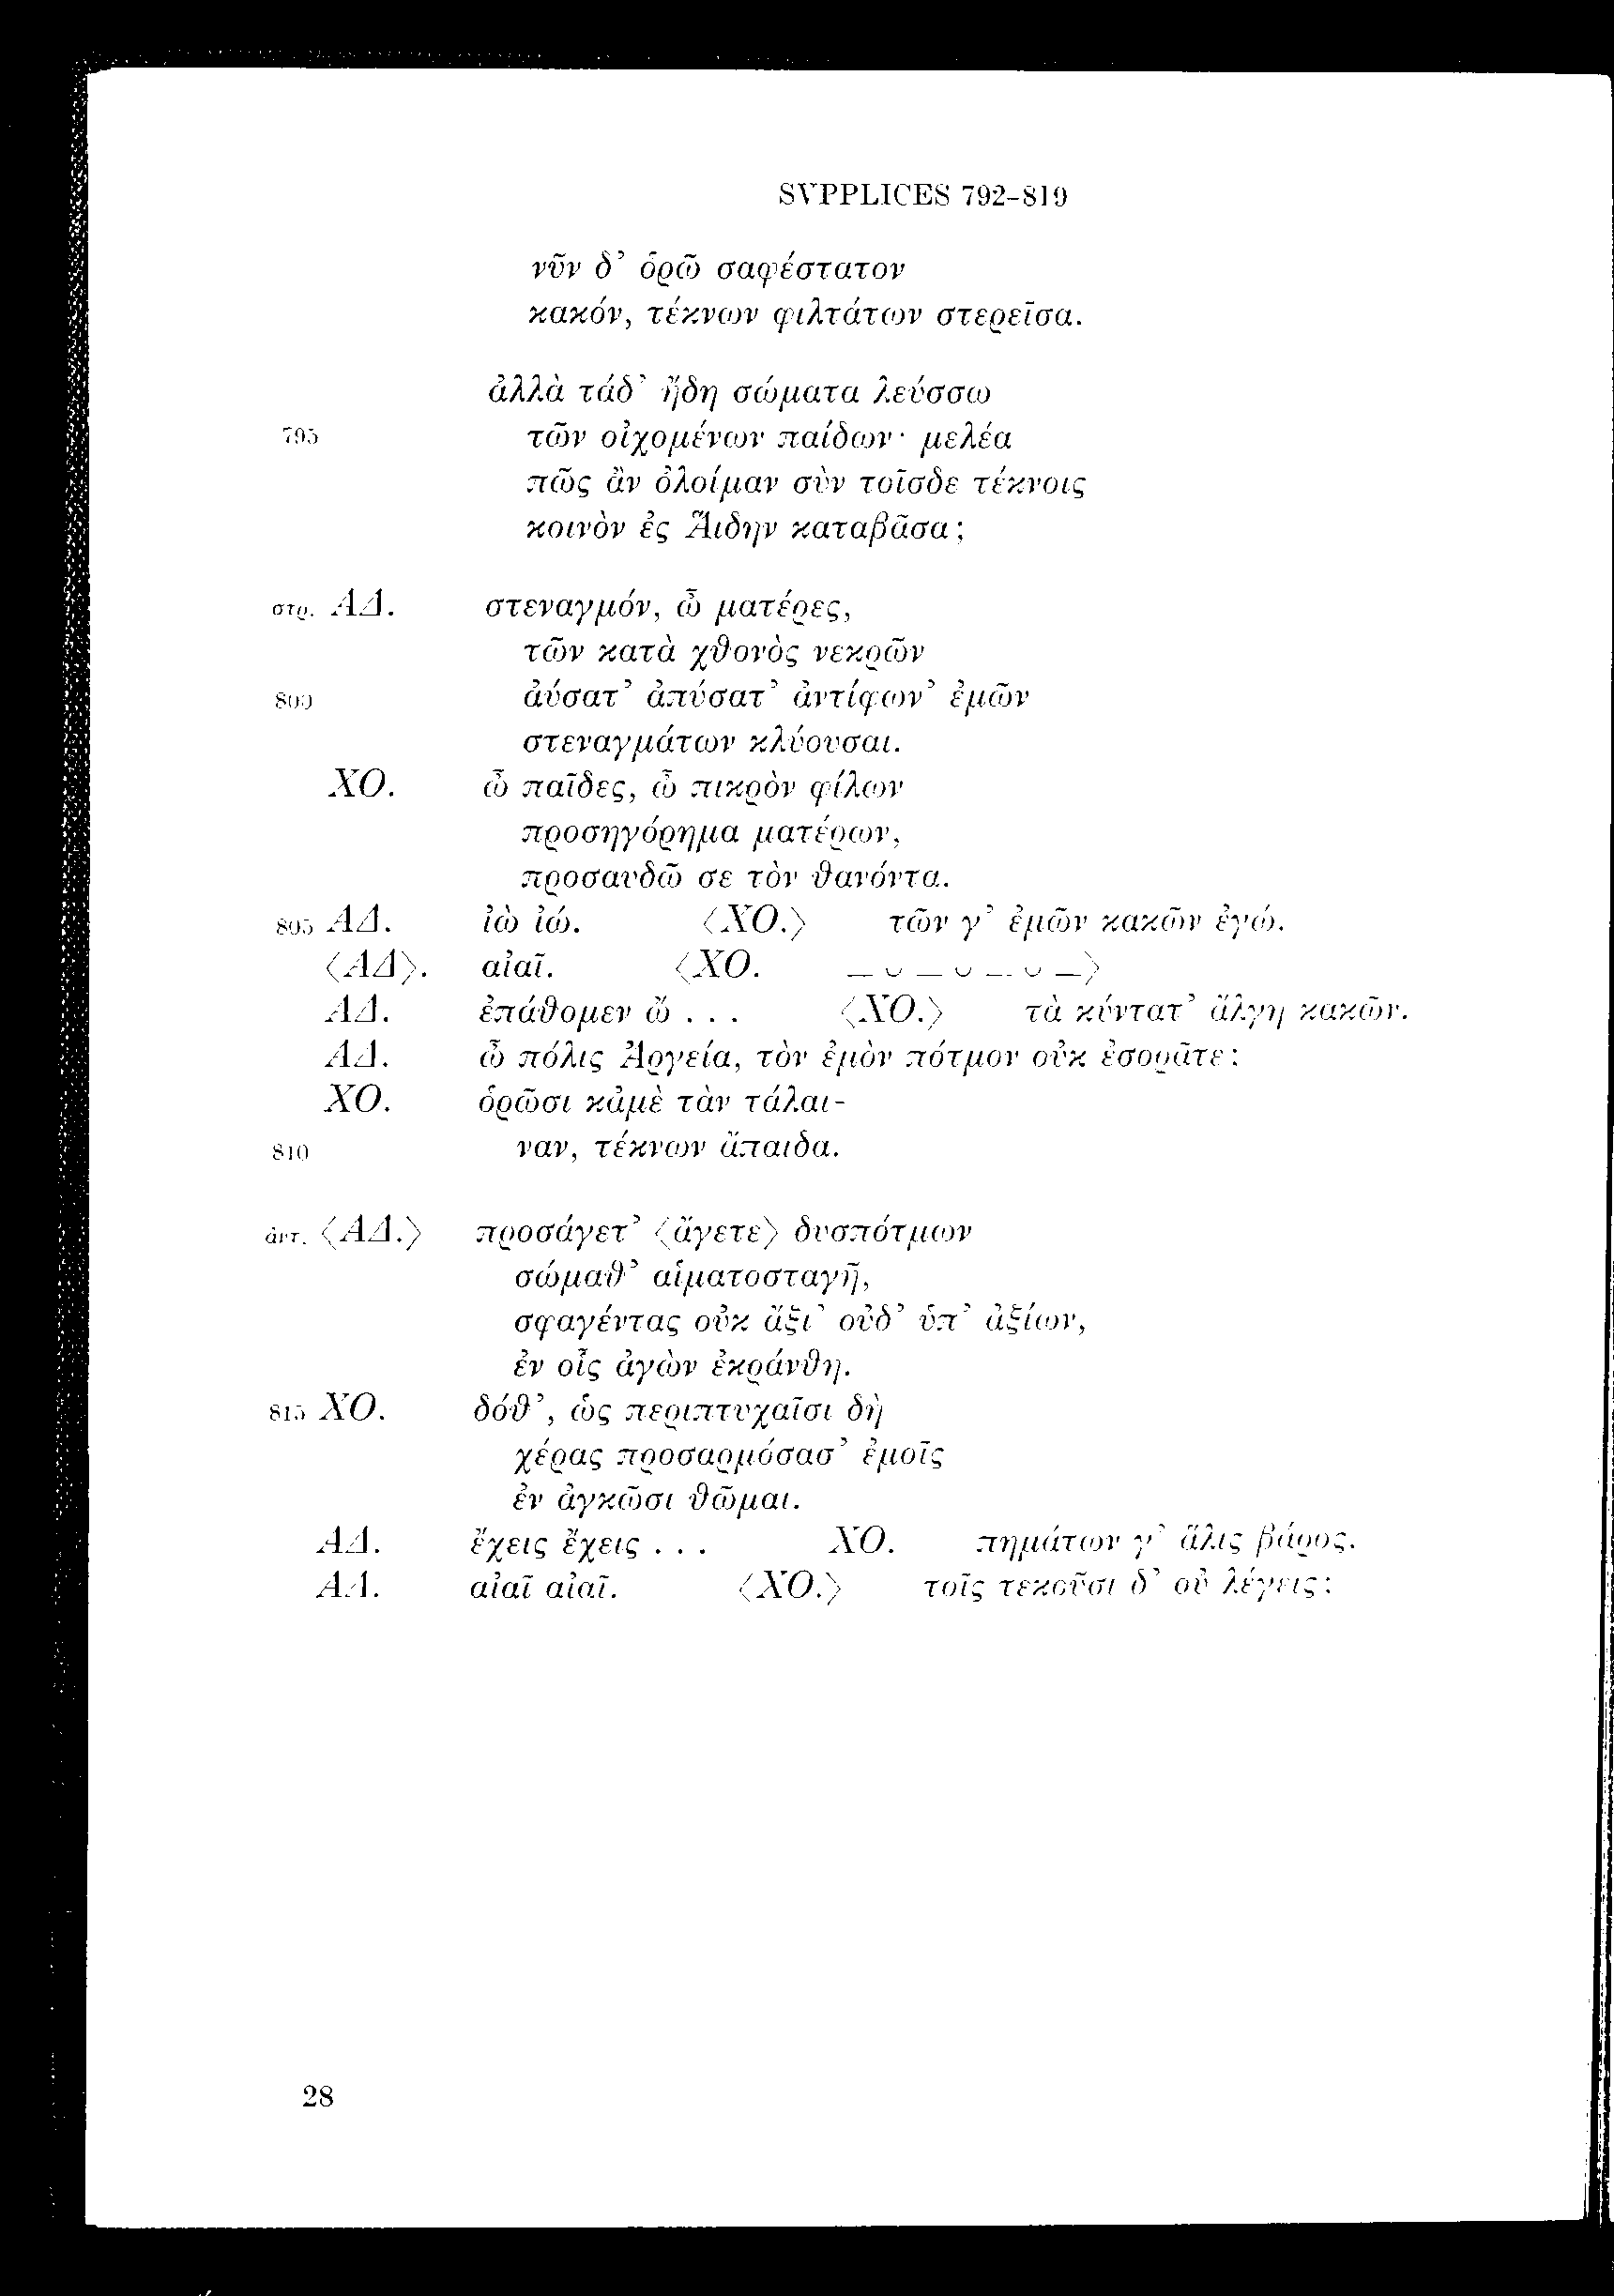 SVPPLICES 792-819
νῦν δ’ ὁρῶ σαφέστατον
κακόν, τέκνων φιλτάτων στερεῖσα.
ἀλλὰ τάδ’ ἤδη σώματα λεύσσω
795 τῶν οἰχομένων παίδων· μελέα
πῶς ἂν ὀλοίμαν σὺν τοῖσδε τέκνοις
κοινὸν ἐς Ἅιδην καταβᾶσα;
στρ. ΑΔ. στεναγμόν, ὦ ματέρες,
τῶν κατὰ χθονὸς νεκρῶν
800 ἀύσατ’ ἀπύσατ’ ἀντίφων’ ἐμῶν
στεναγμάτων κλύουσαι.
ΧΟ. ὦ παῖδες, ὦ πικρὸν φίλων
προσηγόρημα ματέρων,
προσαυδῶ σε τὸν θανόντα.
805 ΑΔ. ἰὼ ἰώ. 〈ΧΟ.〉 τῶν γ’ ἐμῶν κακῶν ἐγώ.
〈ΑΔ〉. αἰαῖ. 〈ΧΟ. — ∪ — ∪ — ∪ —〉
ΑΔ. ἐπάθομεν ὤ . . . 〈ΧΟ.〉 τὰ κύντατ’ ἄλγη κακῶν.
ΑΔ. ὦ πόλις Ἀργεία, τὸν ἐμὸν πότμον οὐκ ἐσορᾶτε;
ΧΟ. ὁρῶσι κἀμὲ τὰν τάλαι-
810 ναν, τέκνων ἄπαιδα.
ἀντ. 〈ΑΔ.〉 προσάγετ’ 〈ἄγετε〉 δυσπότμων
σώμαθ’ αἱματοσταγῆ,
σφαγέντας οὐκ ἄξι’ οὐδ’ ὑπ’ ἀξίων,
ἐν οἷς ἀγὼν ἐκράνθη.
815 ΧΟ. δόθ’, ὡς περιπτυχαῖσι δὴ
χέρας προσαρμόσασ’ ἐμοῖς
ἐν ἀγκῶσι θῶμαι.
ΑΔ. ἔχεις ἔχεις . . . ΧΟ. πημάτων γ’ ἅλις βάρος.
ΑΔ. αἰαῖ αἰαῖ. 〈ΧΟ.〉 τοῖς τεκοῦσι δ’ οὐ λέγεις;
28